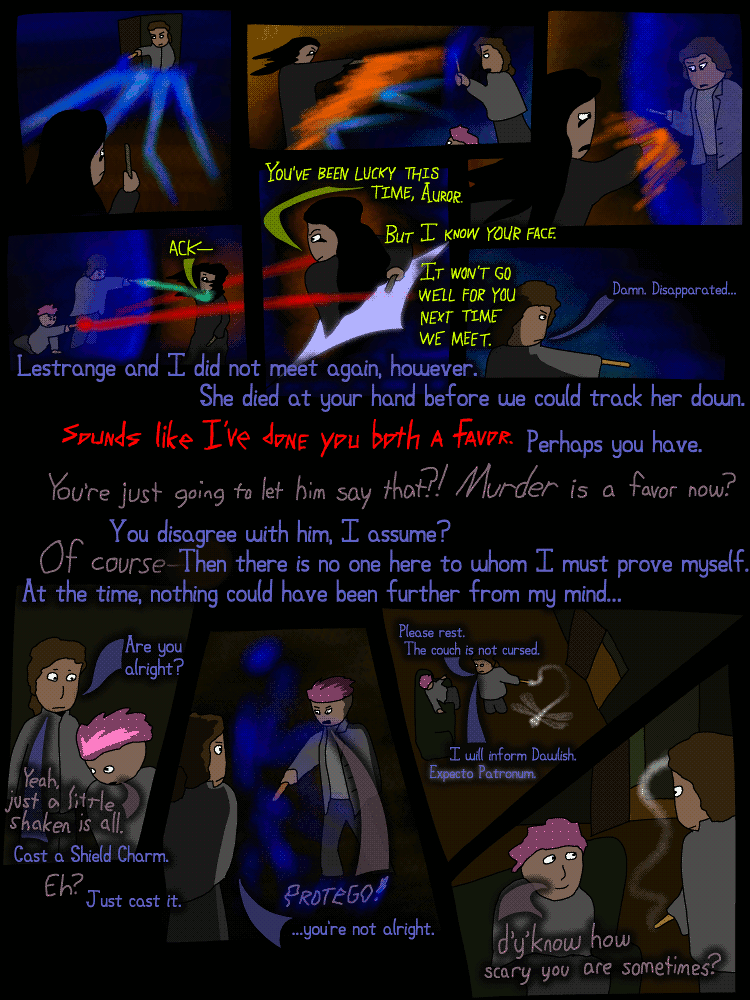 You've been lucky this
time, Auror.
But I know your face.
It won't go
well for you
next time
we meet.
Ack—
Damn. Disapparated...
Lestrange and I did not meet again, however.
She died at your hand before we could track her down.
Sounds like I've done you both a favor. Perhaps you have.
You're just going to let him say that?! Murder is a favor now?
You disagree with him, I assume?
Of course— Then there is no one here to whom I must prove myself.
At the time, nothing could have been further from my mind...
Are you
alright?
Yeah,
just a little
shaken is all.
Cast a Shield Charm.
Eh?
Just cast it.
PROTEGO!
...you're not alright.
Please rest.
The couch is not cursed.
I will inform Dawlish.
Expecto Patronum.
d'y'know how
scary you are sometimes?